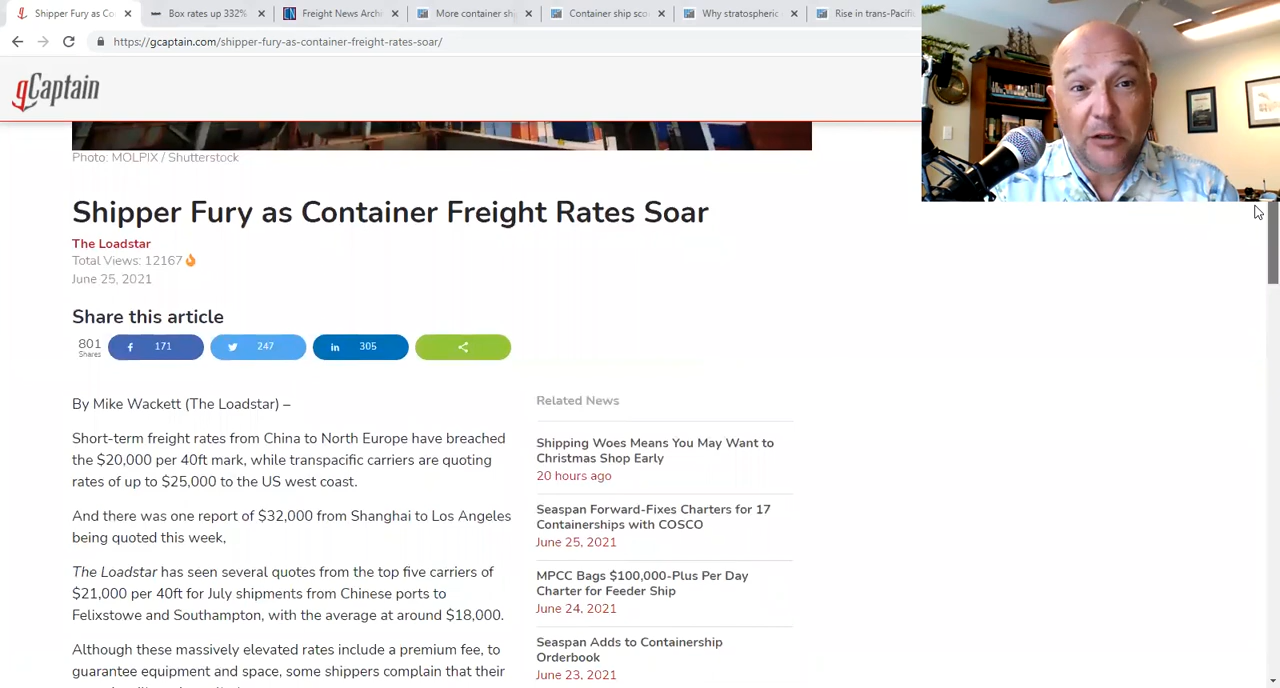 Shipper Fury as Co
Box rates up 332%
Freight News Arch
More container shi
Container ship sco
Why stratospheric
Rise in trans-Pacific
https://gcaptain.com/shipper-fury-as-container-freight-rates-soar/
gCaptain
Photo: MOLPIX / Shutterstock
Shipper Fury as Container Freight Rates Soar
The Loadstar
Total Views: 12167
June 25, 2021
Share this article
801
Shares
171
247
in 305
By Mike Wackett (The Loadstar) –
Short-term freight rates from China to North Europe have breached
the $20,000 per 40ft mark, while transpacific carriers are quoting
rates of up to $25,000 to the US west coast.
And there was one report of $32,000 from Shanghai to Los Angeles
being quoted this week,
The Loadstar has seen several quotes from the top five carriers of
$21,000 per 40ft for July shipments from Chinese ports to
Felixstowe and Southampton, with the average at around $18,000.
Although these massively elevated rates include a premium fee, to
guarantee equipment and space, some shippers complain that their
Related News
Shipping Woes Means You May Want to
Christmas Shop Early
20 hours ago
Seaspan Forward-Fixes Charters for 17
Containerships with COSCO
June 25, 2021
MPCC Bags $100,000-Plus Per Day
Charter for Feeder Ship
June 24, 2021
Seaspan Adds to Containership
Orderbook
June 23, 2021